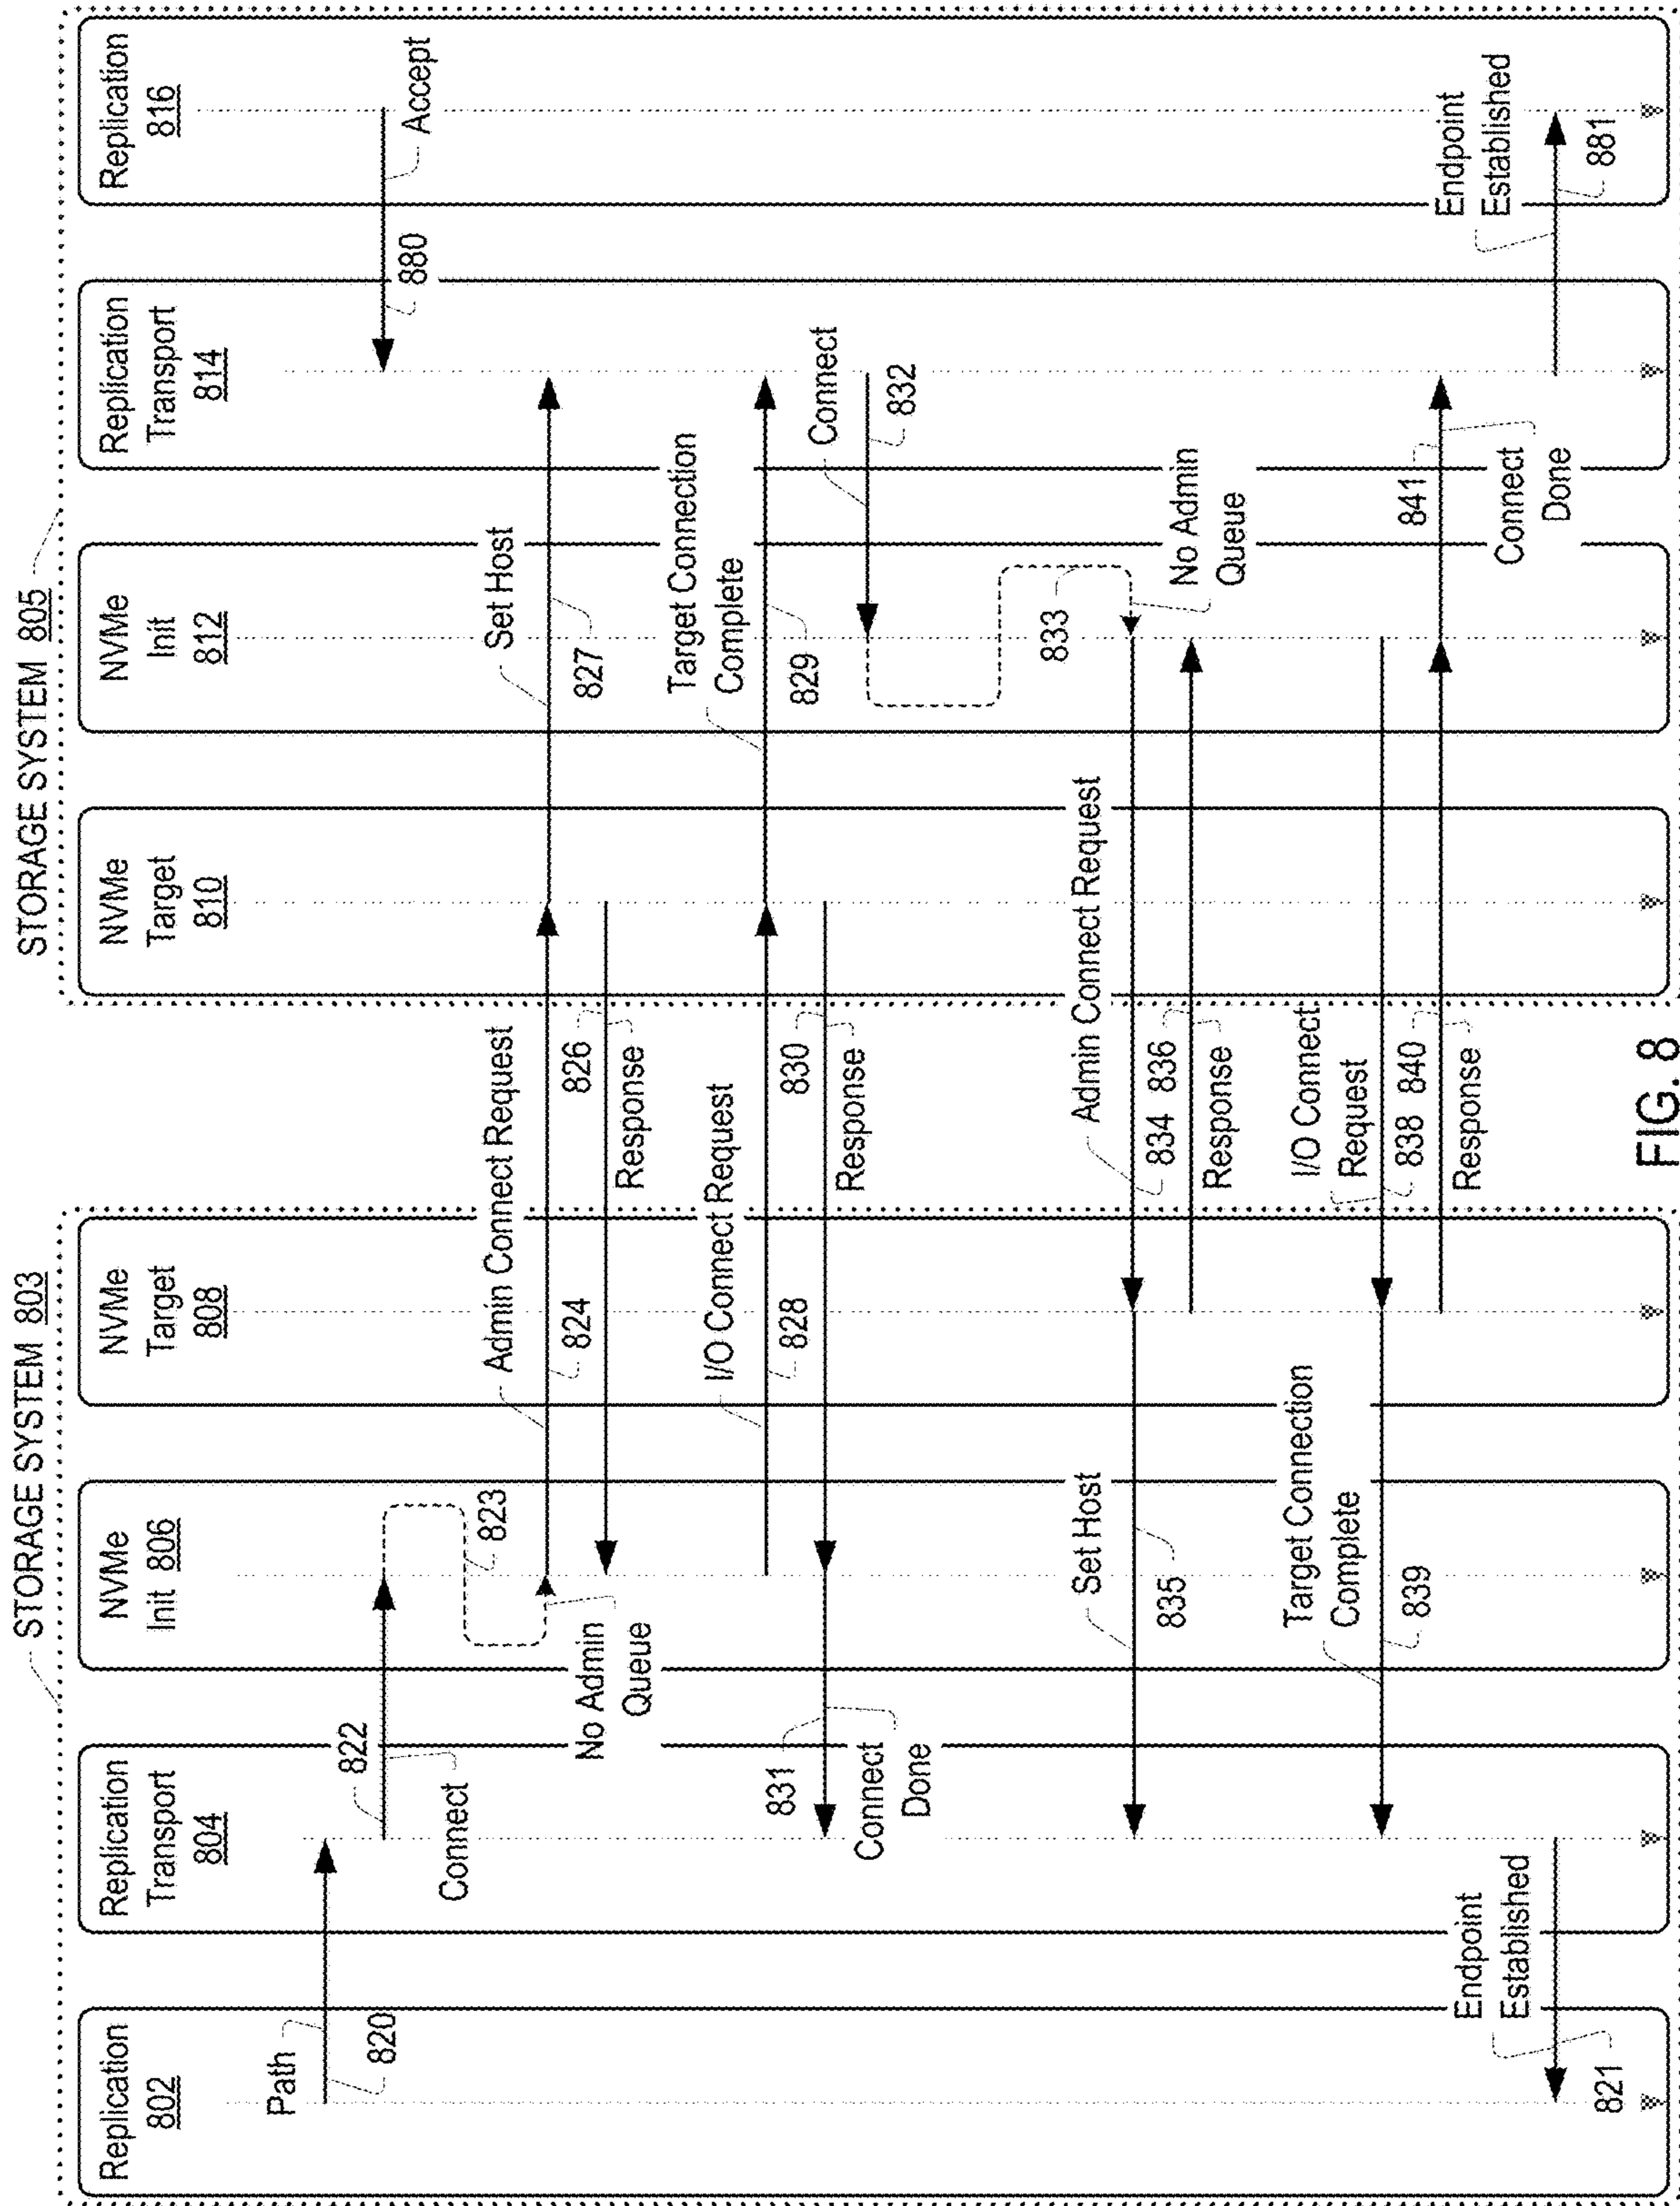 STORAGE SYSTEM 803
STORAGE SYSTEM 805
Replication
802
Replication
Transport
804
NVMe
Init 806
NVMe
Target
808
NVMe
Target
810
NVMe
Init
812
Replication
Transport
814
Replication
816
Path
820
822
Connect
Accept
880
823
No Admin
Queue
Admin Connect Request
824
Set Host
827
826
Response
I/O Connect Request
828
Target Connection
Complete
829
830
Response
831
Connect
Done
Connect
832
833
No Admin
Queue
Admin Connect Request
834
Set Host
835
836
Response
I/O Connect
Request
838
Target Connection
Complete
839
840
Response
841
Connect
Done
Endpoint
Established
821
Endpoint
Established
881
FIG. 8